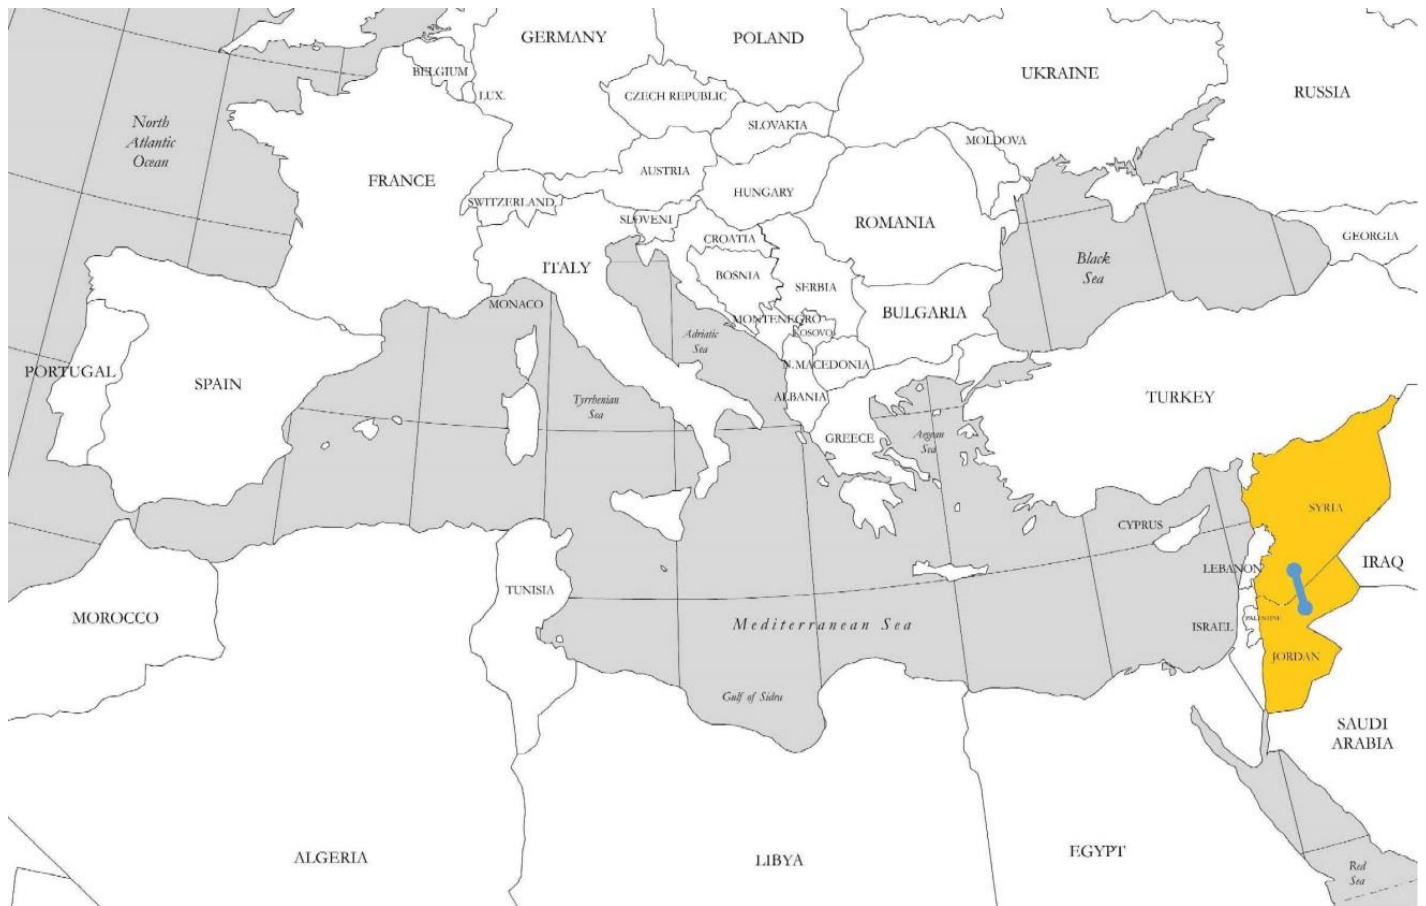 GERMANY
POLAND
UKRAINE
RUSSIA
BELGIUM
LUX.
CZECH REPUBLIC
SLOVAKIA
MOLDOVA
North
Atlantic
Ocean
FRANCE
AUSTRIA
HUNGARY
SWITZERLAND
SLOVENI
ROMANIA
CROATIA
GEORGIA
ITALY
BOSNIA
SERBIA
Black
Sea
MONACO
MONTENEGRO
KOSOVO
BULGARIA
Adriatic
Sea
N.MACEDONIA
PORTUGAL
SPAIN
ALBANIA
TURKEY
Tyrrhenian
Sea
GREECE
Aegean
Sea
SYRIA
CYPRUS
LEBANON
IRAQ
TUNISIA
MOROCCO
Mediterranean Sea
ISRAEL
PALESTINE
JORDAN
Gulf of Sidra
SAUDI
ARABIA
ALGERIA
LIBYA
EGYPT
Red
Sea